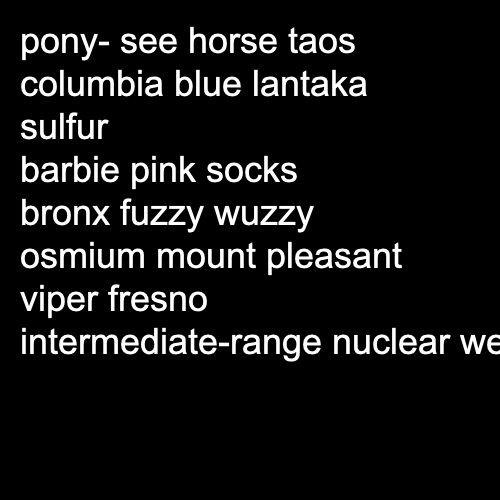 pony- see horse taos
columbia blue lantaka
sulfur
barbie pink socks
bronx fuzzy wuzzy
osmium mount pleasant
viper fresno
intermediate-range nuclear we